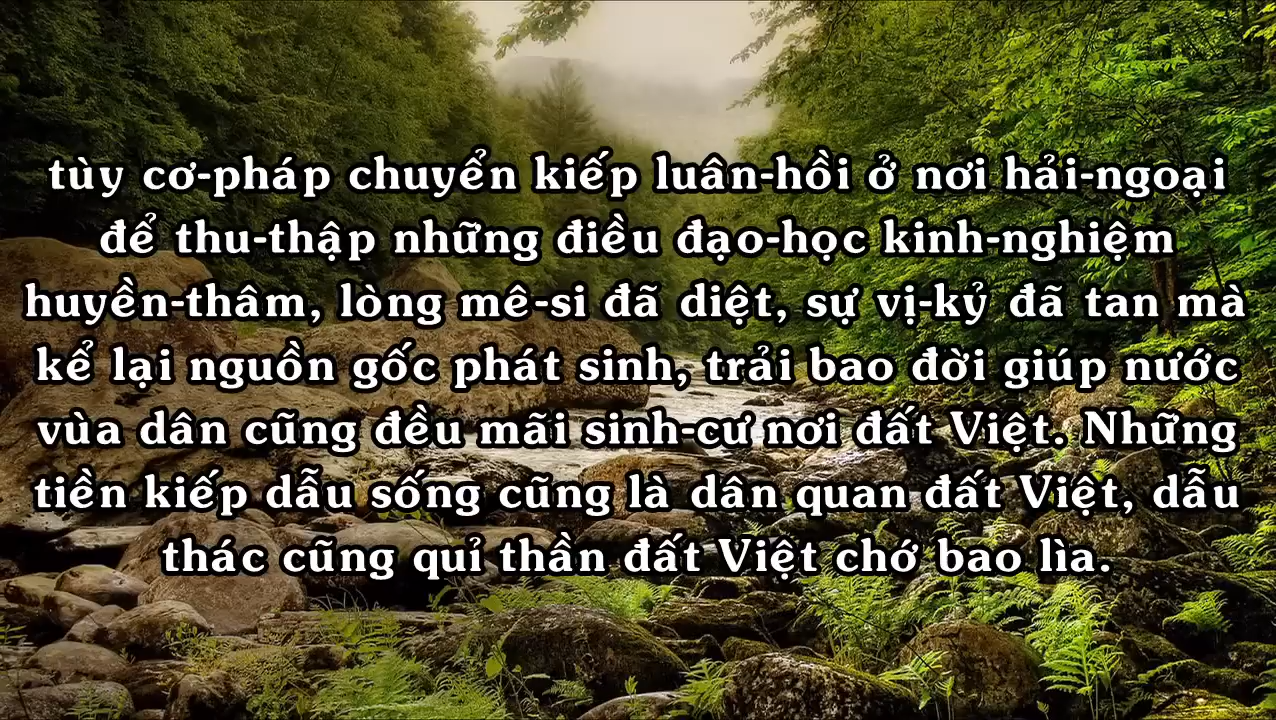 tùy cơ-pháp chuyển kiếp luân-hồi ở nơi hải-ngoại
để thu-thập những điều đạo-học kinh-nghiệm
huyền-thâm, lòng mê-si đã diệt, sự vị-kỷ đã tan mà
kể lại nguồn gốc phát sinh, trải bao đời giúp nước
vùa dân cũng đều mãi sinh-cư nơi đất Việt. Những
tiền kiếp dẫu sống cũng là dân quan đất Việt, dẫu
thác cũng quỉ thần đất Việt chớ bao lìa.